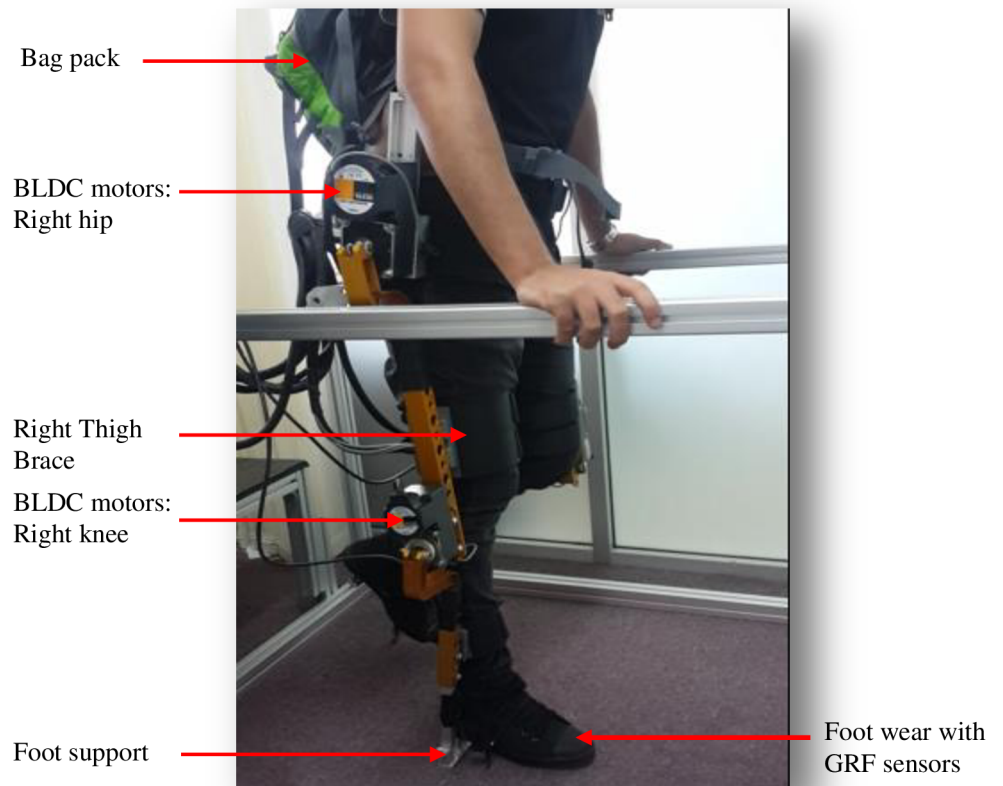 Bag pack
BLDC motors:
Right hip
Right Thigh
Brace
BLDC motors:
Right knee
Foot support
Foot wear with
GRF sensors